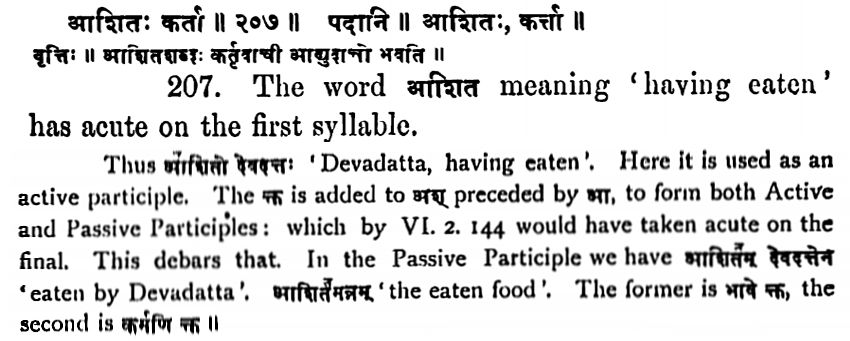 आशितः कर्ता ॥ २०७ ॥ पदानि ॥ आशितः, कर्त्ता ॥
वृत्तिः ॥ आशितशब्दः कर्तृवाची आद्युदात्तो भवति ॥
207. The word आशित meaning 'having eaten'
has acute on the first syllable.
Thus आ॑शितो देवदत्तः 'Devadatta, having eaten'. Here it is used as an
active participle. The क्त is added to अश् preceded by आ, to form both Active
and Passive Participles: which by VI. 2. 144 would have taken acute on the
final. This debars that. In the Passive Participle we have आशित॑म् देवदत्तेन
'eaten by Devadatta'. आशित॑मन्नम् 'the eaten food'. The former is भावे क्त, the
second is कर्मणि क्त ॥